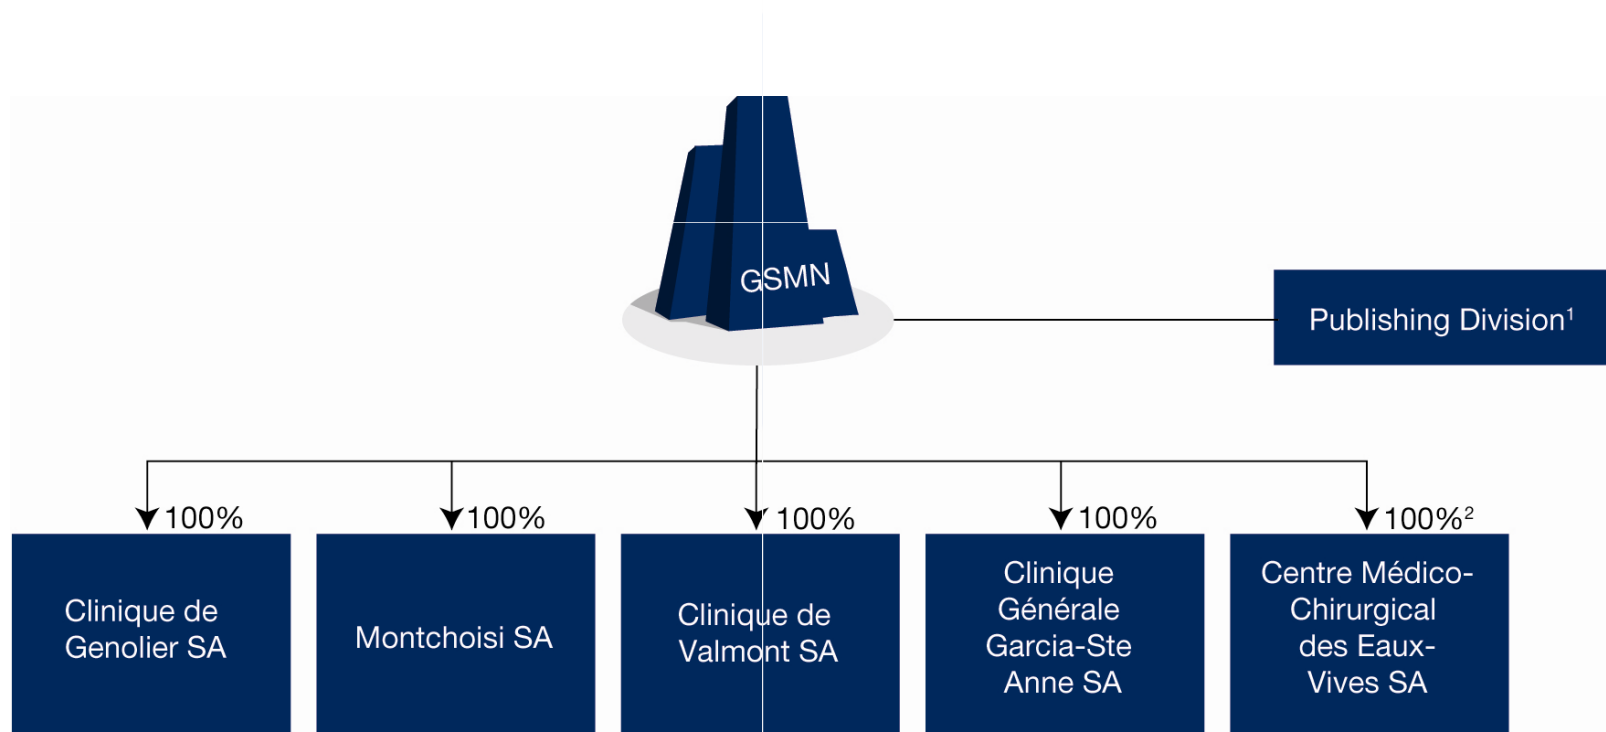 GSMN
Publishing Division¹
100%
100%
100%
100%
100%²
Clinique de
Genolier SA
Montchoisi SA
Clinique de
Valmont SA
Clinique
Générale
Garcia-Ste
Anne SA
Centre Médico-
Chirurgical
des Eaux-
Vives SA